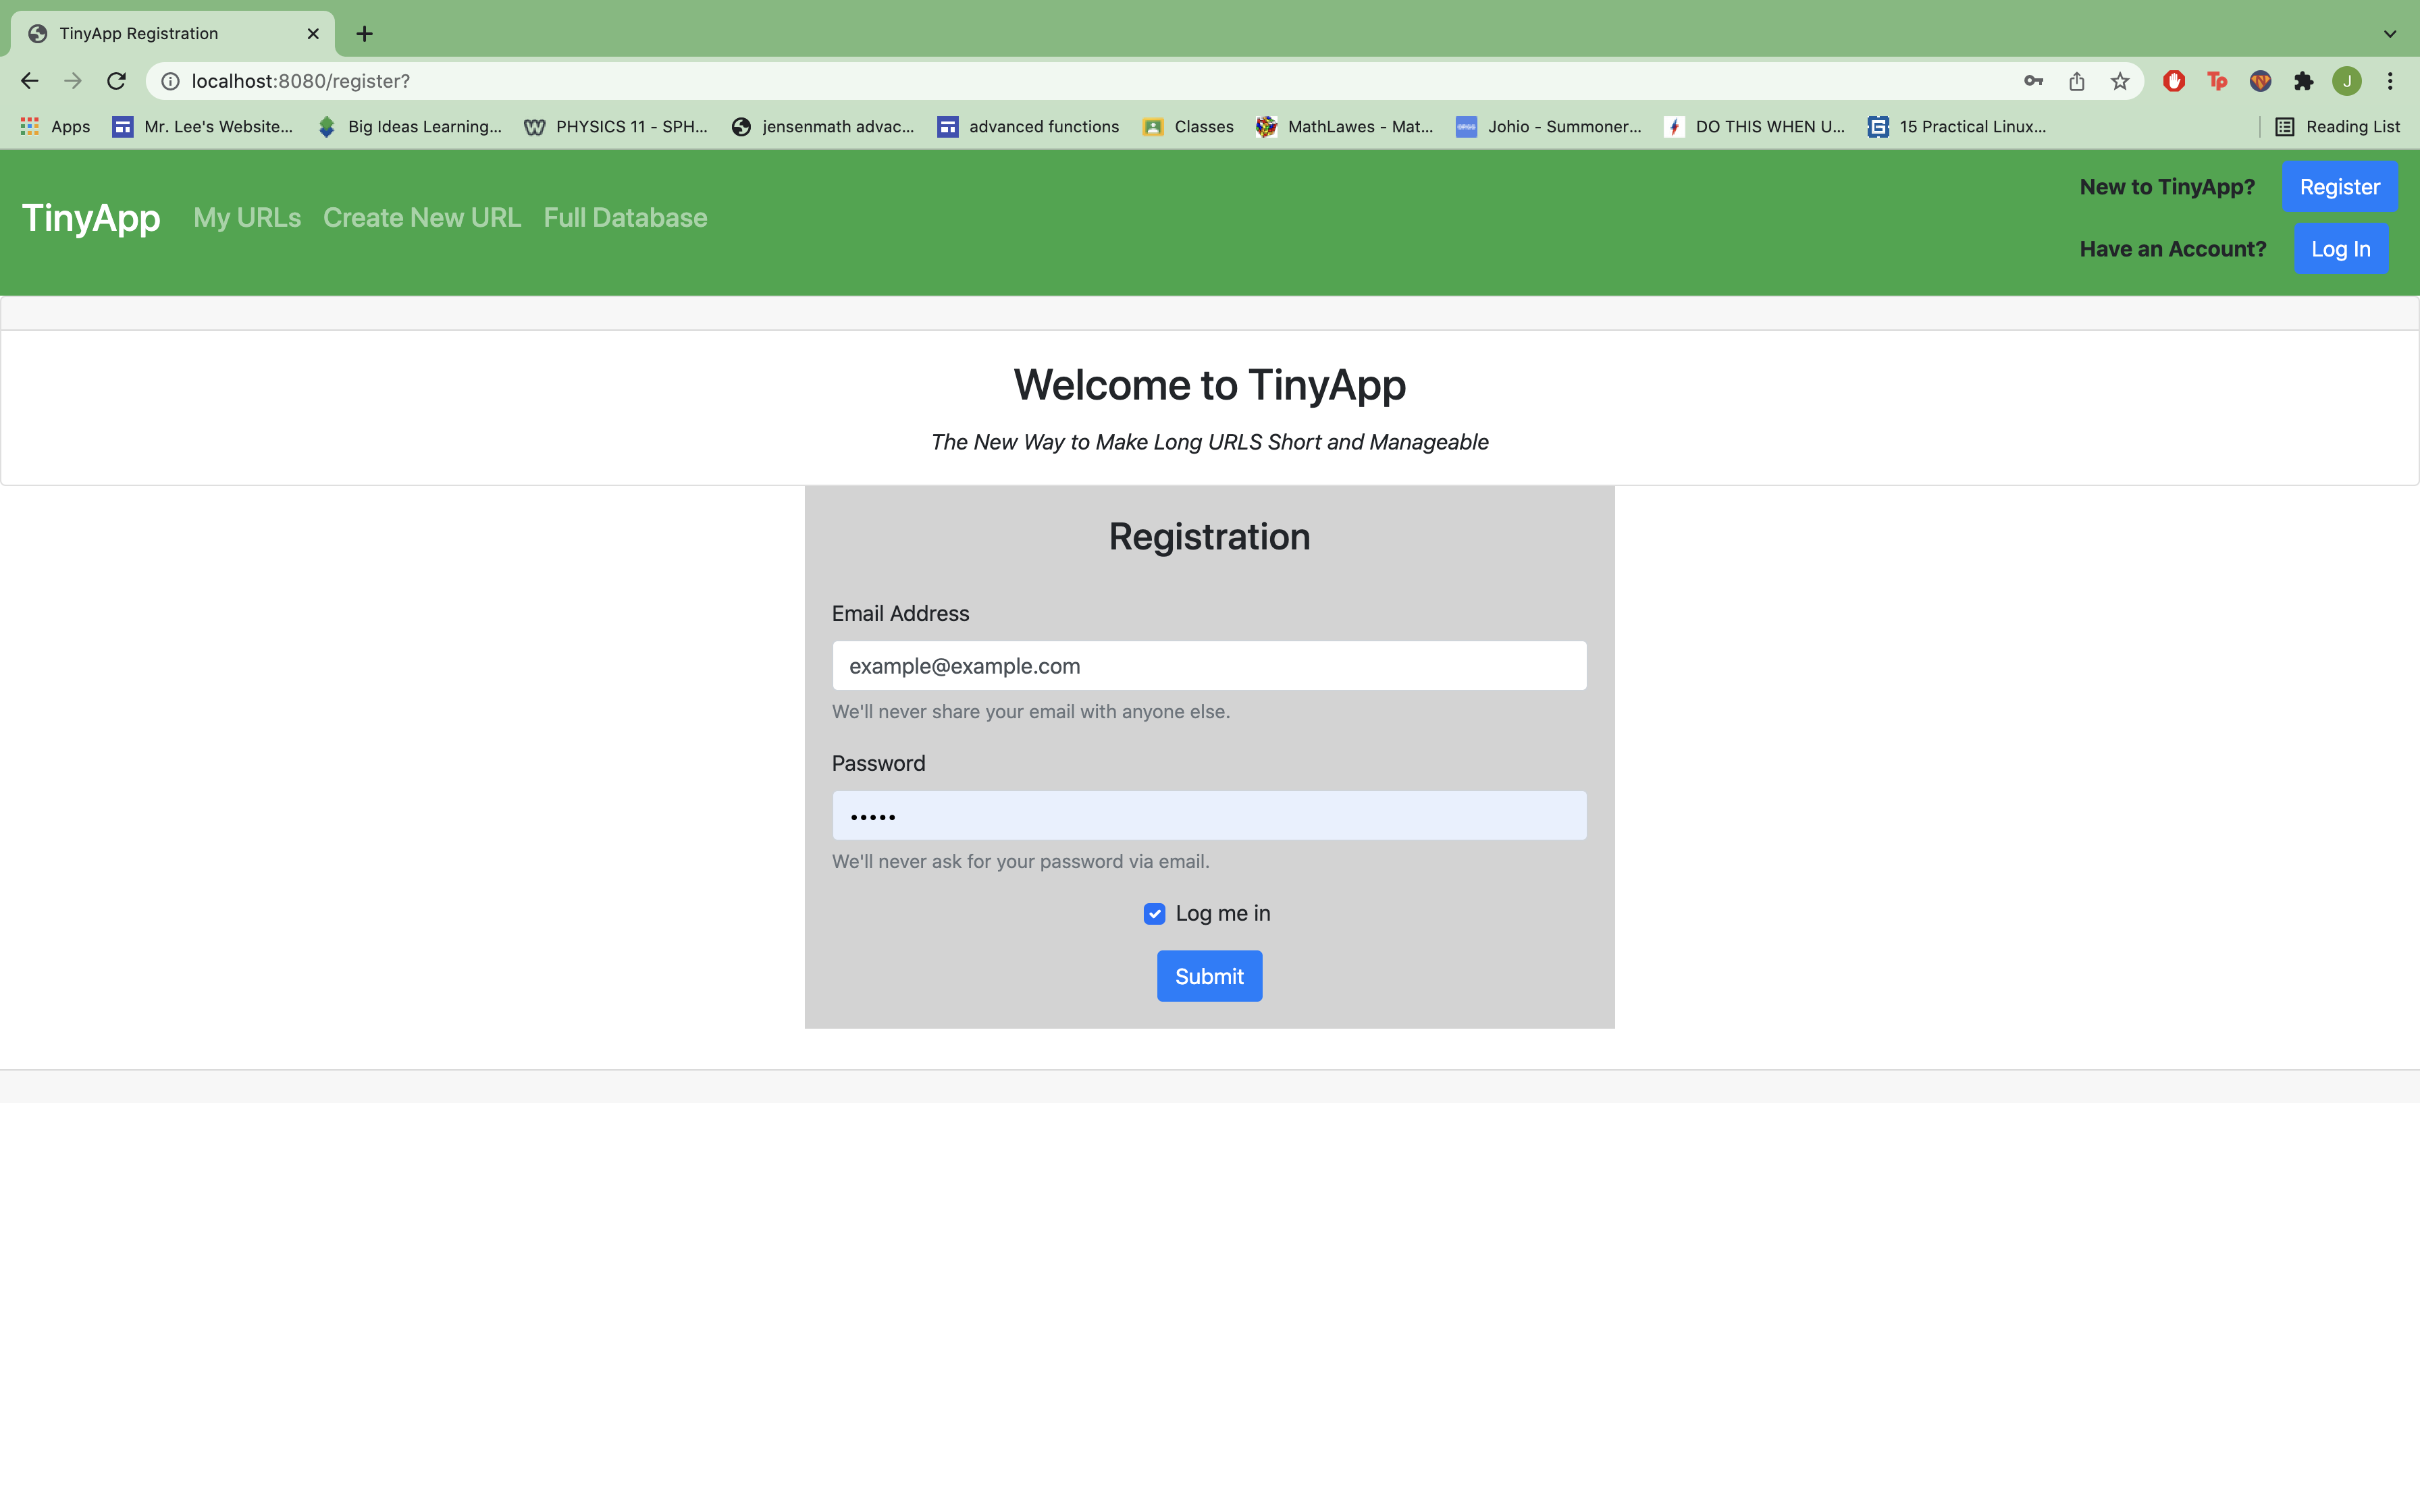 TinyApp Registration
localhost:8080/register?
J
Apps Mr. Lee's Website... Big Ideas Learning... PHYSICS 11 - SPH... jensenmath advac... advanced functions Classes MathLawes - Mat... Johio - Summoner... DO THIS WHEN U... 15 Practical Linux... Reading List
New to TinyApp? Register
TinyApp My URLs Create New URL Full Database
Have an Account? Log In
Welcome to TinyApp
The New Way to Make Long URLS Short and Manageable
Registration
Email Address
example@example.com
We'll never share your email with anyone else.
Password
•••••
We'll never ask for your password via email.
Log me in
Submit